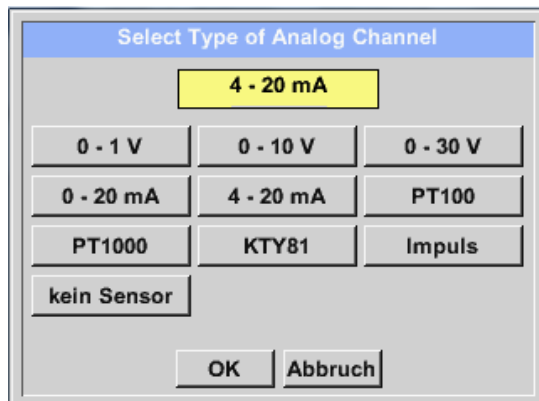 Select Type of Analog Channel
4 - 20 mA
0 - 1 V 0 - 10 V 0 - 30 V
0 - 20 mA 4 - 20 mA PT100
PT1000 KTY81 Impuls
kein Sensor
OK Abbruch